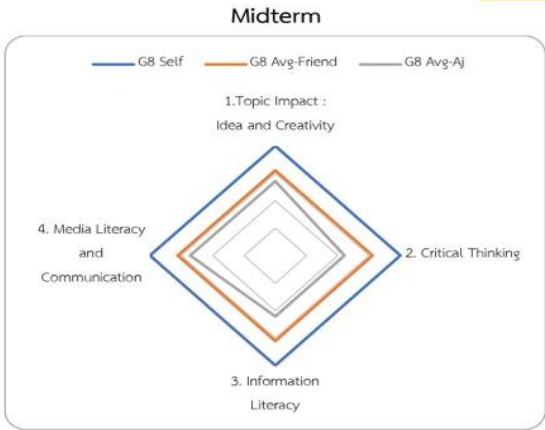 Midterm
G8 Self G8 Avg-Friend G8 Avg-Aj
1.Topic Impact :
Idea and Creativity
4. Media Literacy
and
Communication
2. Critical Thinking
3. Information
Literacy